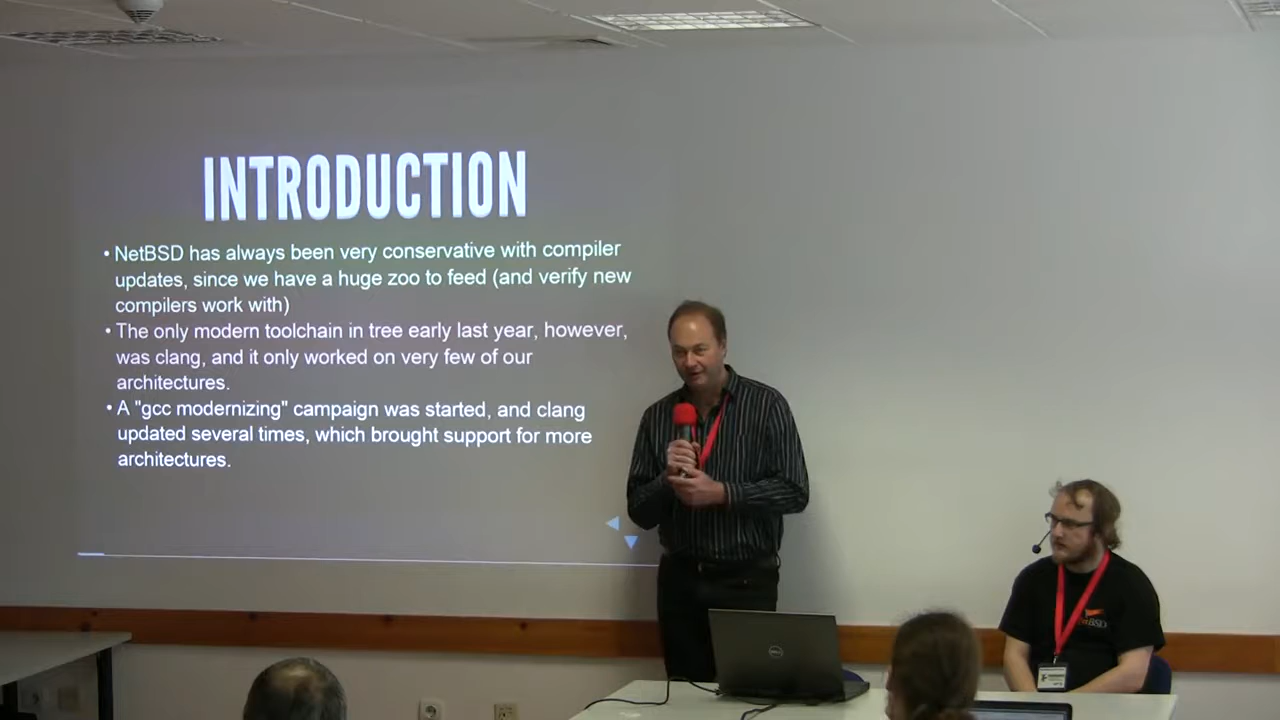 INTRODUCTION
• NetBSD has always been very conservative with compiler
updates, since we have a huge zoo to feed (and verify new
compilers work with)
• The only modern toolchain in tree early last year, however,
was clang, and it only worked on very few of our
architectures.
• A "gcc modernizing" campaign was started, and clang
updated several times, which brought support for more
architectures.
DELL